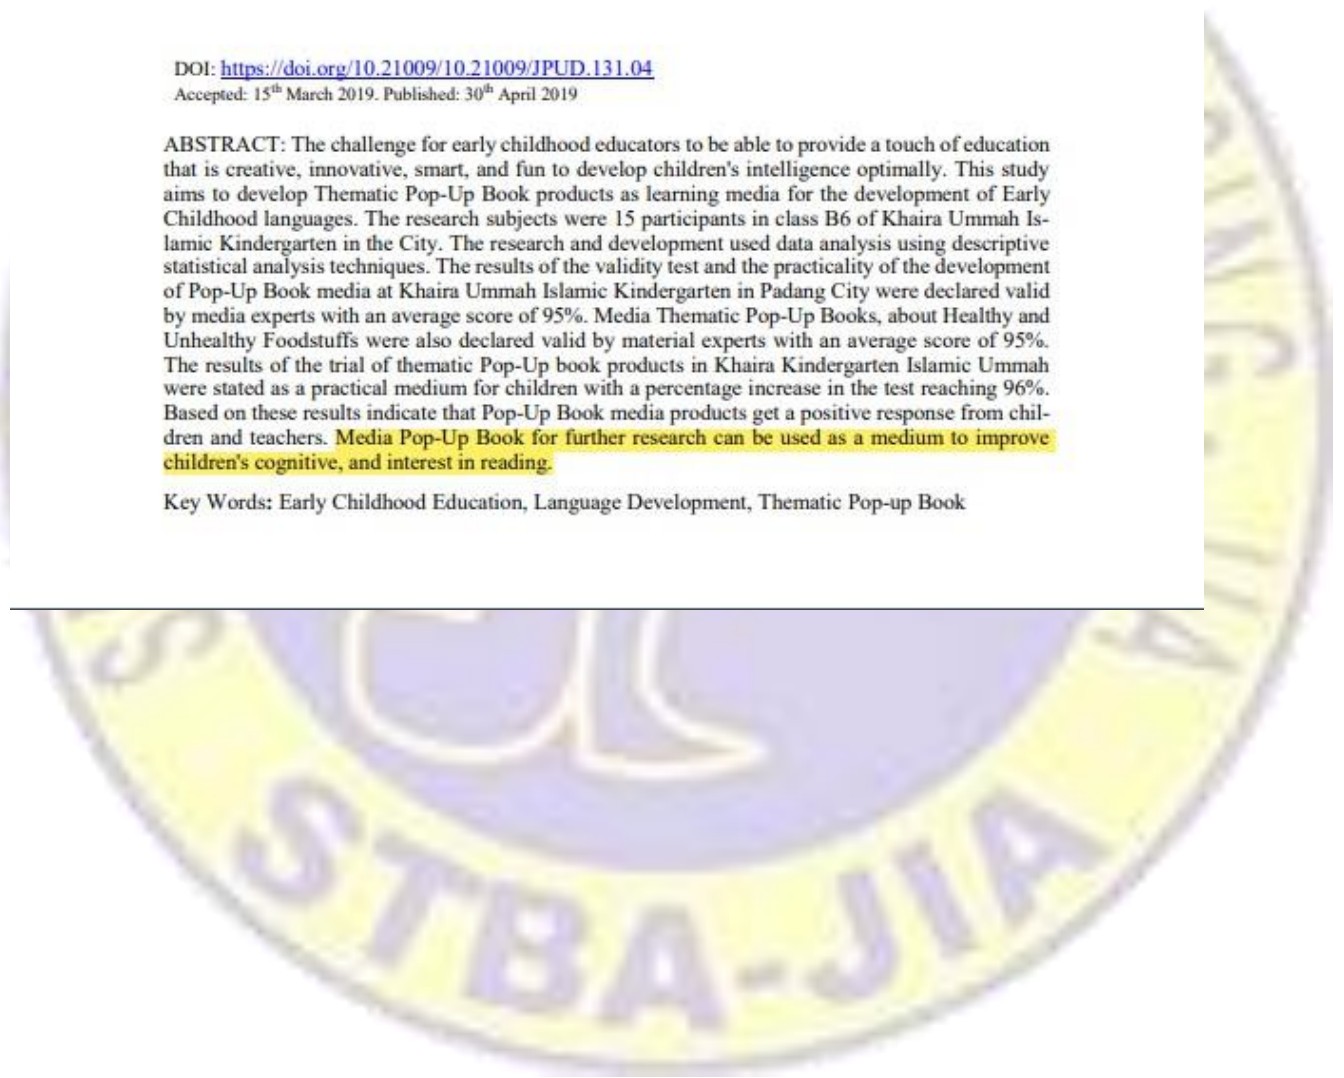 DOI: https://doi.org/10.21009/10.21009/JPUD.131.04
Accepted: 15th March 2019. Published: 30th April 2019
ABSTRACT: The challenge for early childhood educators to be able to provide a touch of education
that is creative, innovative, smart, and fun to develop children's intelligence optimally. This study
aims to develop Thematic Pop-Up Book products as learning media for the development of Early
Childhood languages. The research subjects were 15 participants in class B6 of Khaira Ummah Is-
lamic Kindergarten in the City. The research and development used data analysis using descriptive
statistical analysis techniques. The results of the validity test and the practicality of the development
of Pop-Up Book media at Khaira Ummah Islamic Kindergarten in Padang City were declared valid
by media experts with an average score of 95%. Media Thematic Pop-Up Books, about Healthy and
Unhealthy Foodstuffs were also declared valid by material experts with an average score of 95%.
The results of the trial of thematic Pop-Up book products in Khaira Kindergarten Islamic Ummah
were stated as a practical medium for children with a percentage increase in the test reaching 96%.
Based on these results indicate that Pop-Up Book media products get a positive response from chil-
dren and teachers. Media Pop-Up Book for further research can be used as a medium to improve
children's cognitive, and interest in reading.
Key Words: Early Childhood Education, Language Development, Thematic Pop-up Book
STBA-JIA